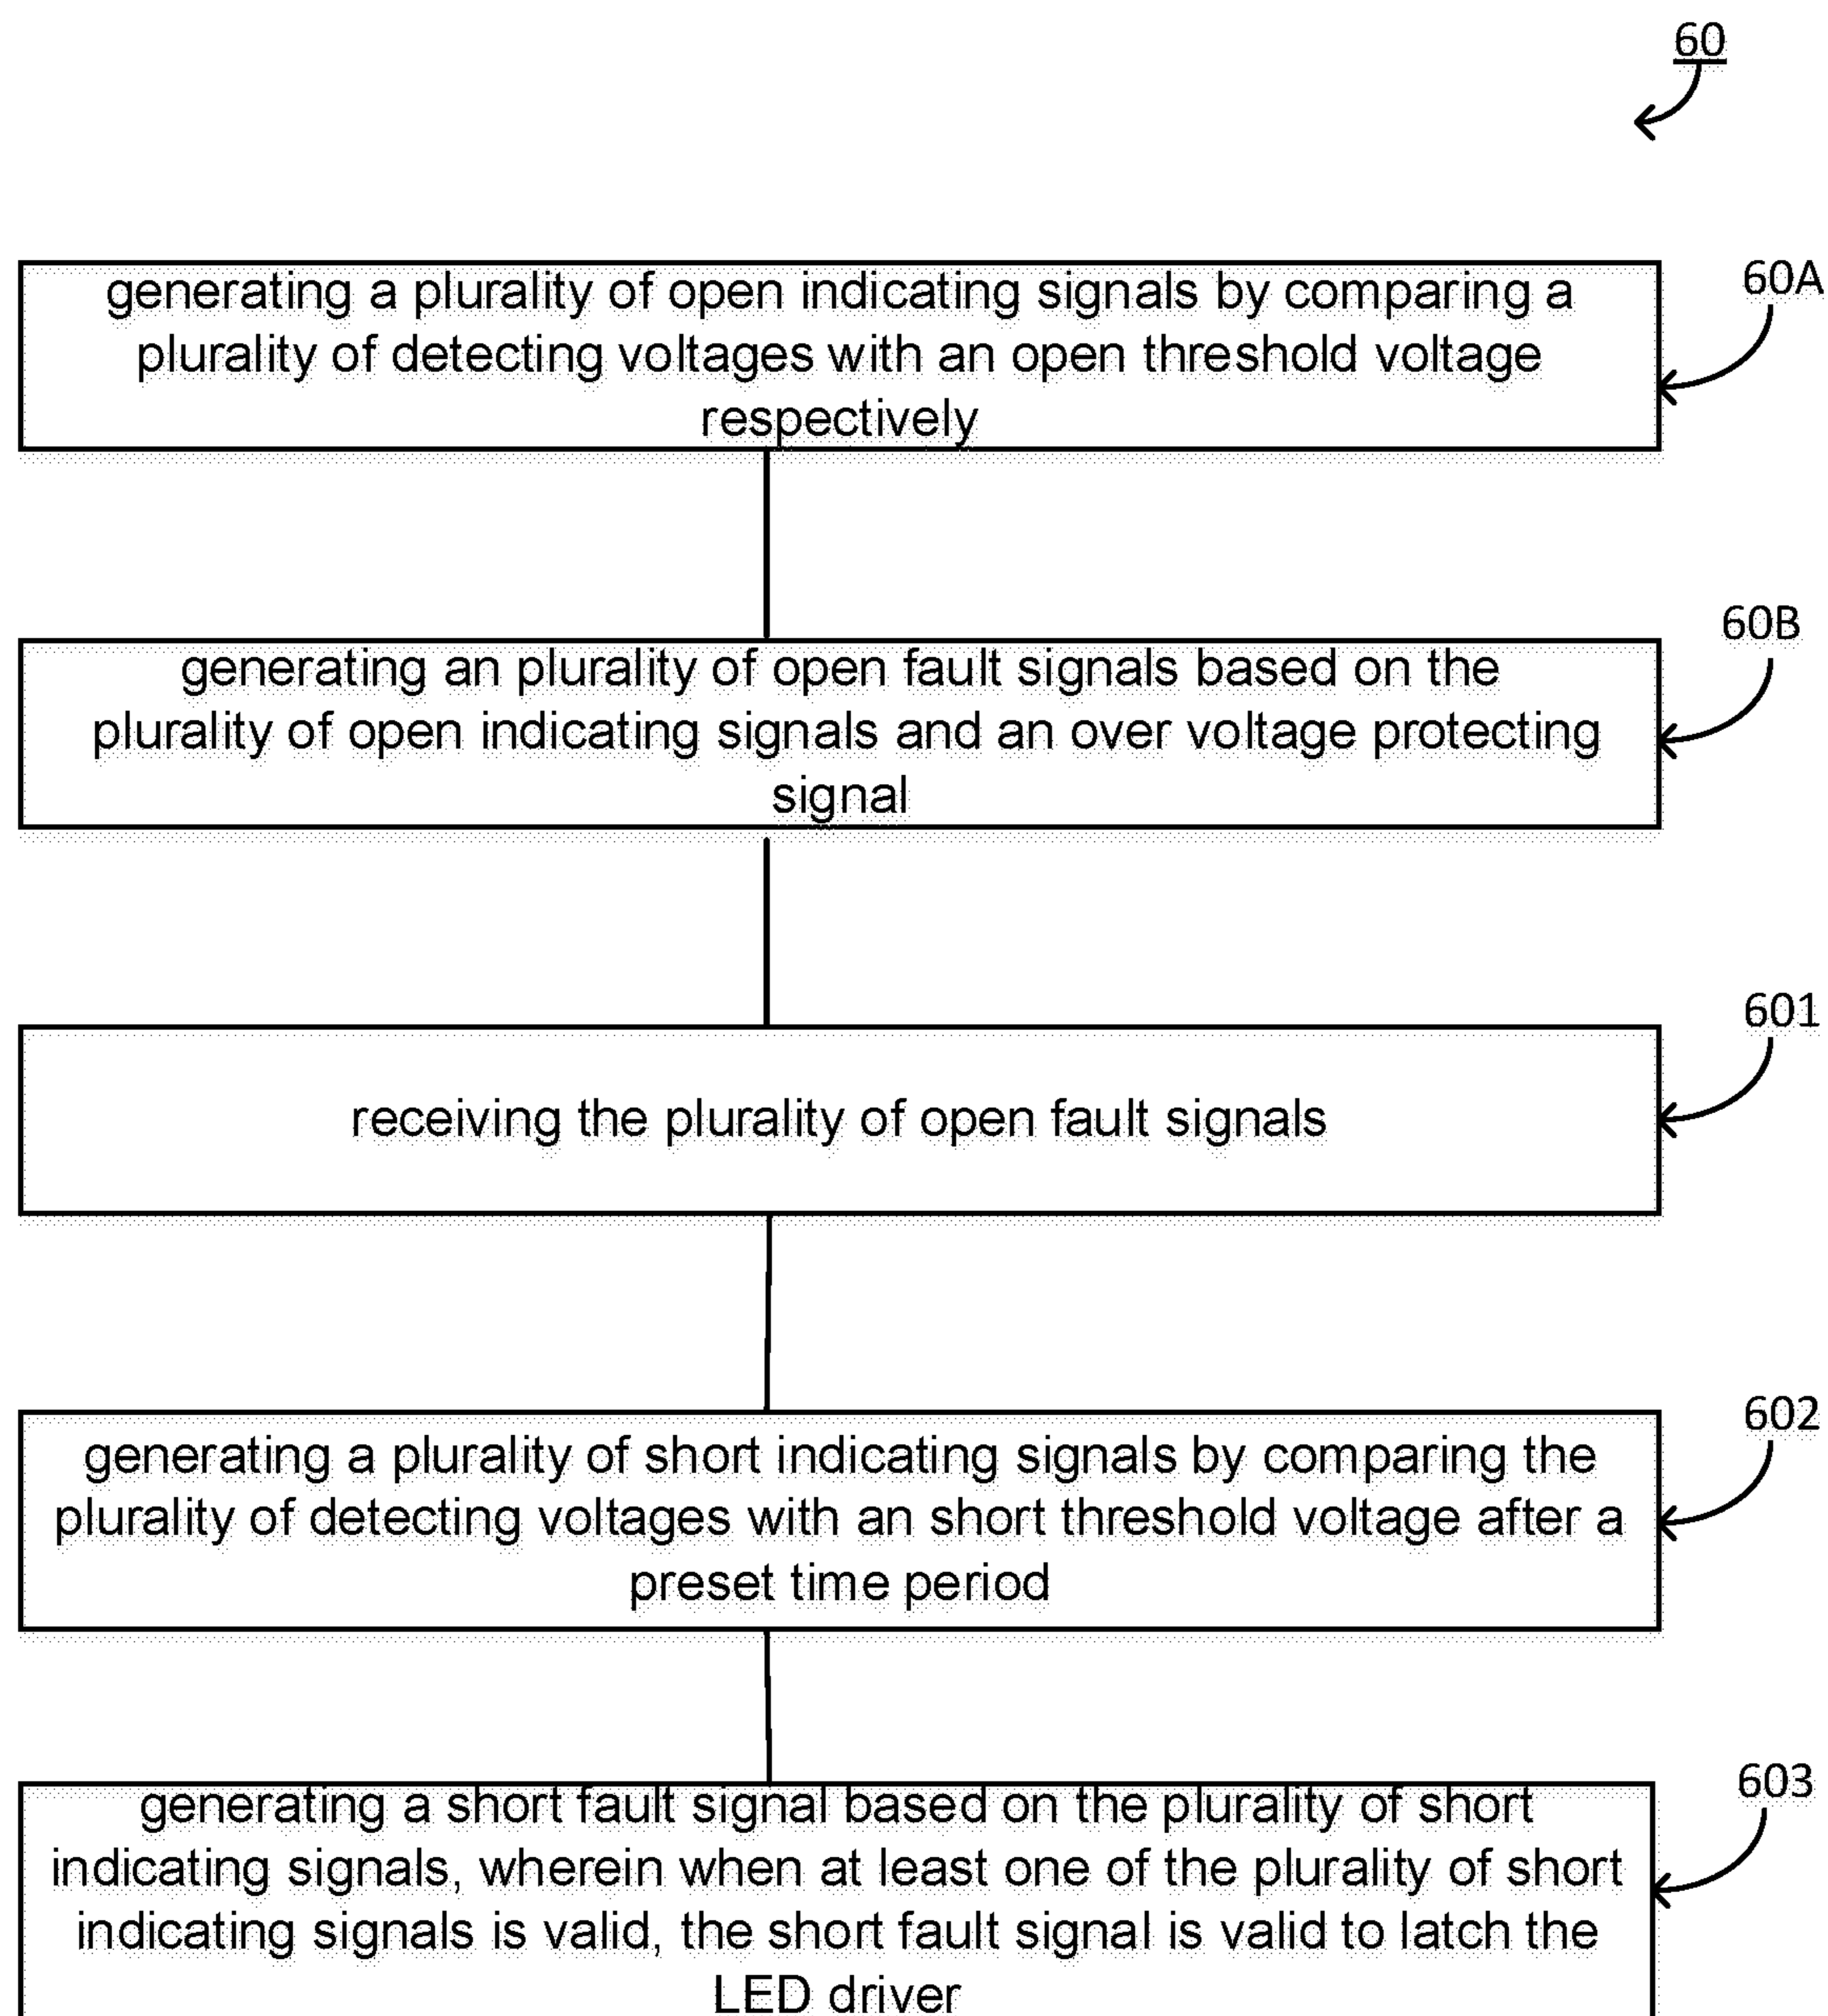 60
generating a plurality of open indicating signals by comparing a
plurality of detecting voltages with an open threshold voltage
respectively
60A
generating an plurality of open fault signals based on the
plurality of open indicating signals and an over voltage protecting
signal
60B
receiving the plurality of open fault signals
601
generating a plurality of short indicating signals by comparing the
plurality of detecting voltages with an short threshold voltage after a
preset time period
602
generating a short fault signal based on the plurality of short
indicating signals, wherein when at least one of the plurality of short
indicating signals is valid, the short fault signal is valid to latch the
LED driver
603